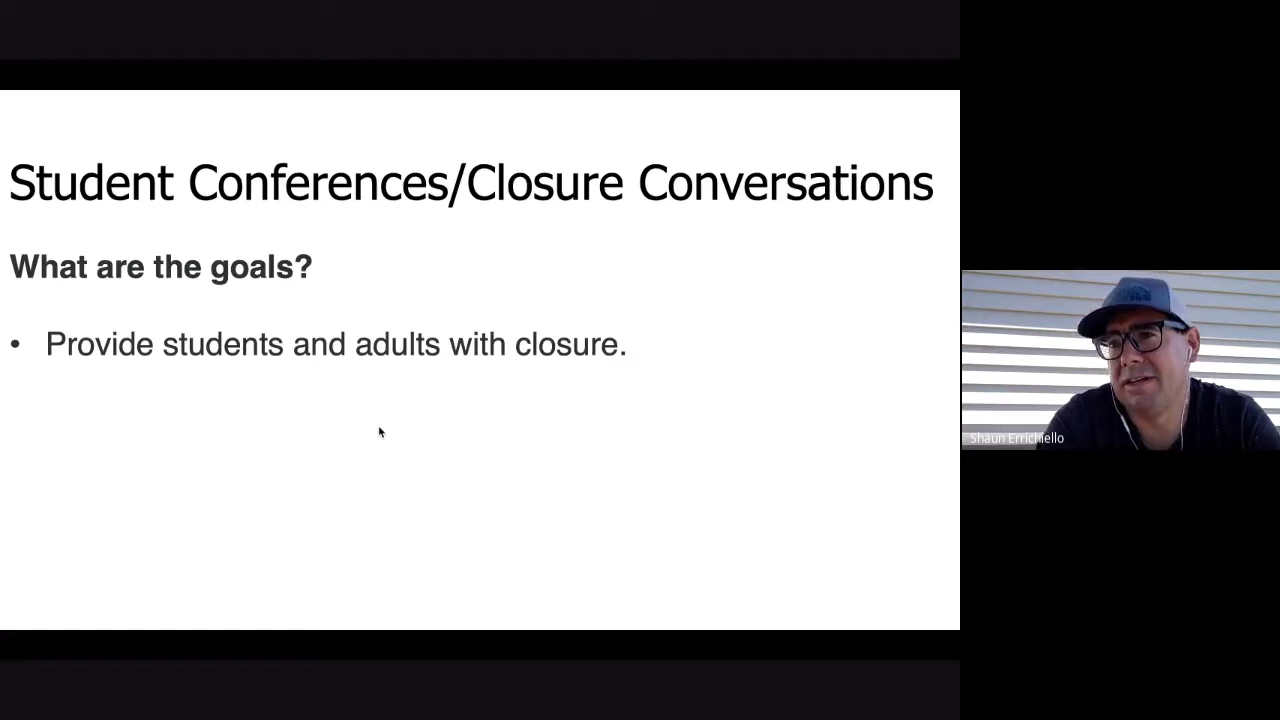 Student Conferences/Closure Conversations
What are the goals?
• Provide students and adults with closure.
Shaun Errichiello